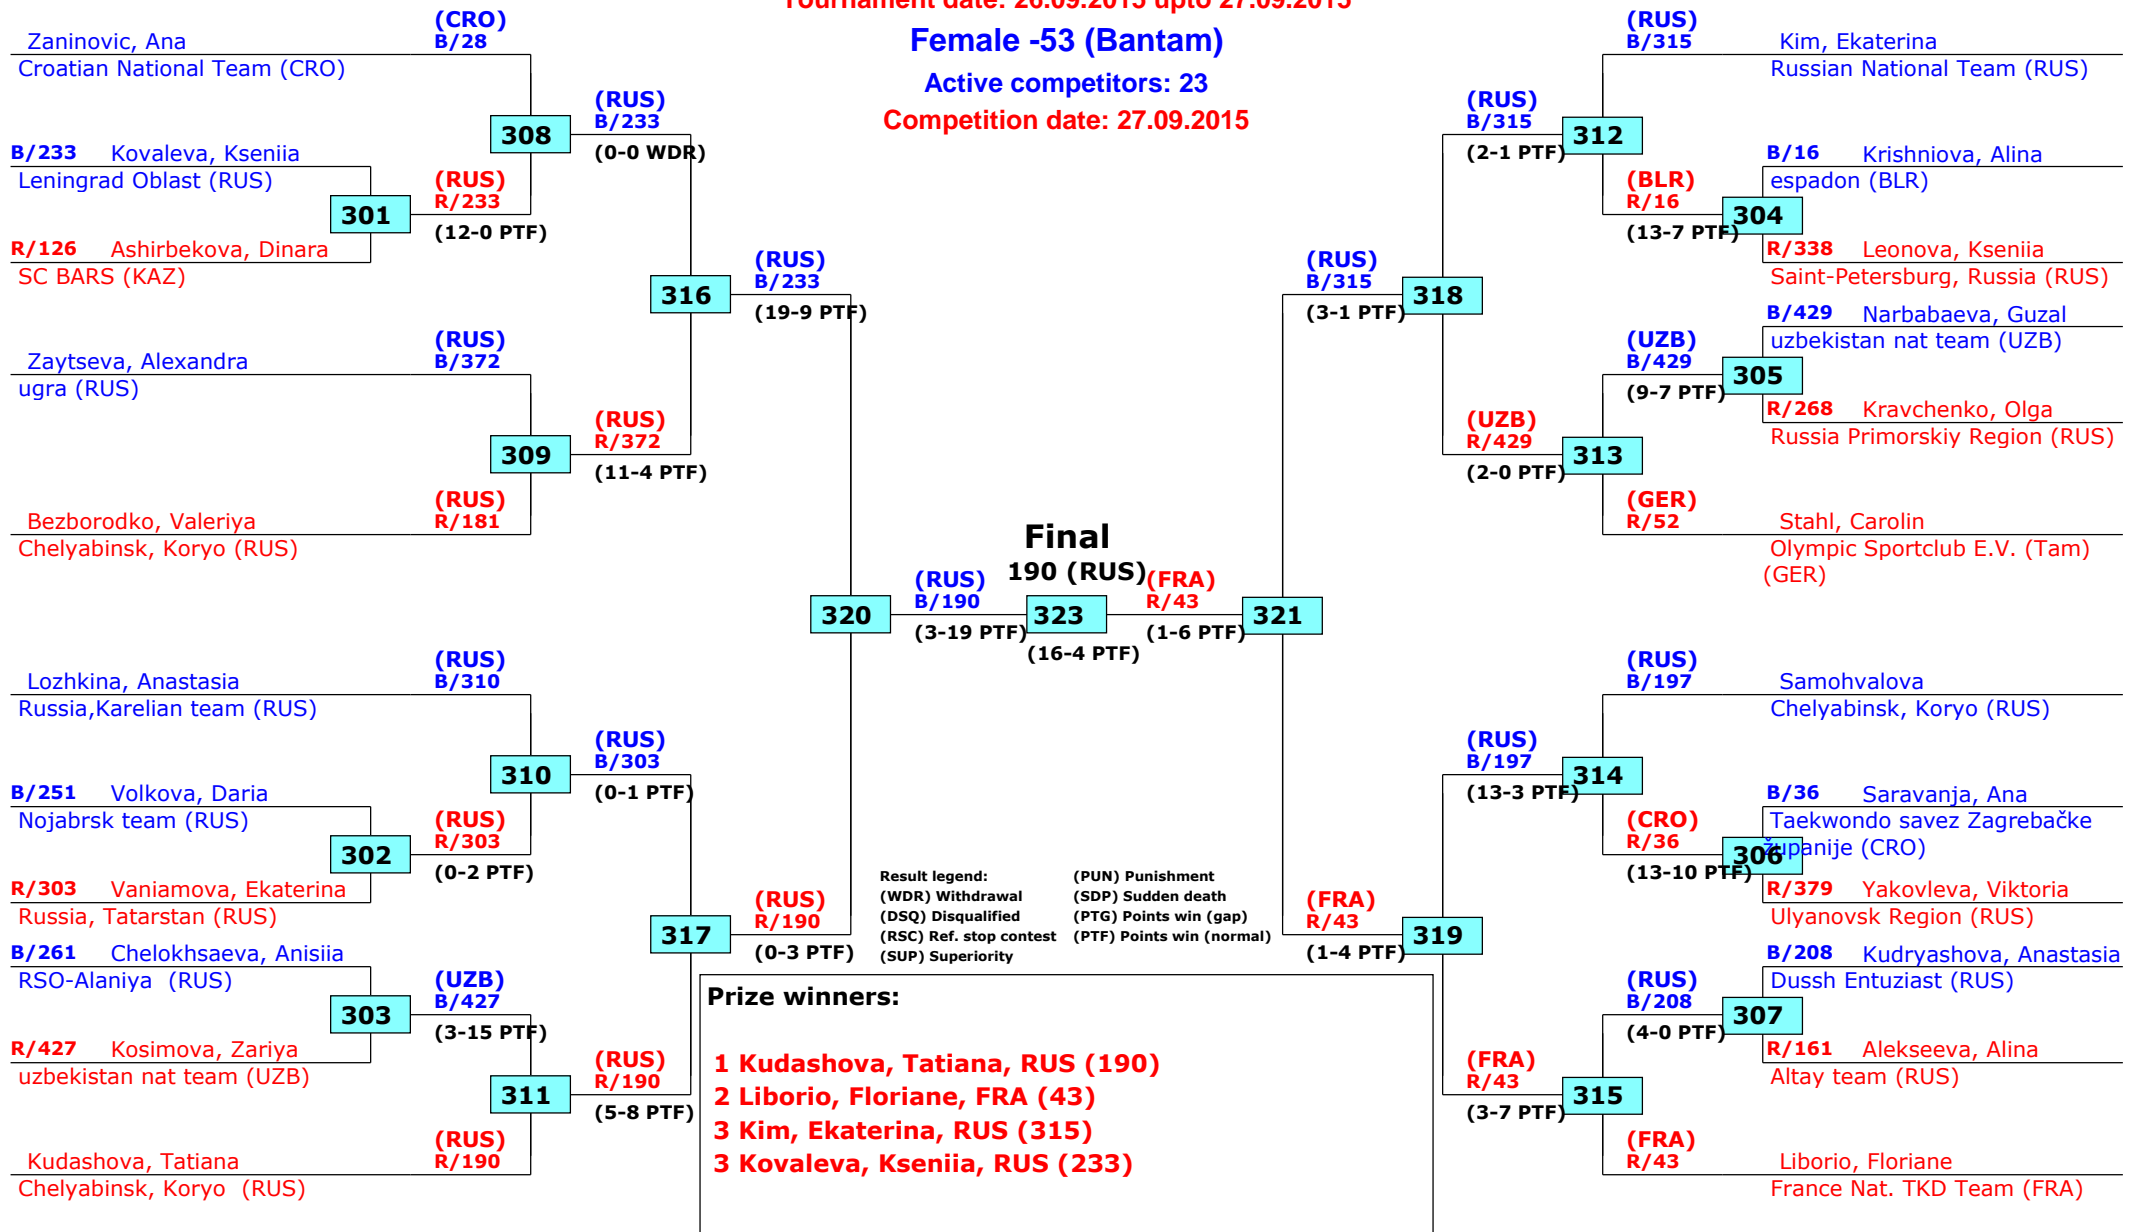 Tournament date: 26.09.2015 upto 27.09.2015
Female -53 (Bantam)
Active competitors: 23
Competition date: 27.09.2015
Zaninovic, Ana
Croatian National Team (CRO)
(CRO)
B/28
B/233 Kovaleva, Kseniia
Leningrad Oblast (RUS)
301
R/126 Ashirbekova, Dinara
SC BARS (KAZ)
(RUS)
R/233
(12-0 PTF)
308
(RUS)
B/233
(0-0 WDR)
Zaytseva, Alexandra
ugra (RUS)
(RUS)
B/372
309
Bezborodko, Valeriya
Chelyabinsk, Koryo (RUS)
(RUS)
R/181
(RUS)
R/372
(11-4 PTF)
316
(RUS)
B/233
(19-9 PTF)
Lozhkina, Anastasia
Russia,Karelian team (RUS)
(RUS)
B/310
B/251 Volkova, Daria
Nojabrsk team (RUS)
302
R/303 Vaniamova, Ekaterina
Russia, Tatarstan (RUS)
(RUS)
R/303
(0-2 PTF)
310
(RUS)
B/303
(0-1 PTF)
B/261 Chelokhsaeva, Anisiia
RSO-Alaniya (RUS)
303
R/427 Kosimova, Zariya
uzbekistan nat team (UZB)
(UZB)
B/427
(3-15 PTF)
311
Kudashova, Tatiana
Chelyabinsk, Koryo (RUS)
(RUS)
R/190
(RUS)
R/190
(5-8 PTF)
317
(RUS)
R/190
(0-3 PTF)
320
(RUS)
B/190
(3-19 PTF)
Final
190 (RUS)
323
(16-4 PTF)
(FRA)
R/43
(1-6 PTF)
321
(RUS)
B/315
(3-1 PTF)
318
(RUS)
B/315
(2-1 PTF)
312
(RUS)
B/315
Kim, Ekaterina
Russian National Team (RUS)
(BLR)
R/16
(13-7 PTF)
304
B/16 Krishniova, Alina
espadon (BLR)
R/338 Leonova, Kseniia
Saint-Petersburg, Russia (RUS)
(UZB)
R/429
(2-0 PTF)
313
(UZB)
B/429
(9-7 PTF)
305
B/429 Narbabaeva, Guzal
uzbekistan nat team (UZB)
R/268 Kravchenko, Olga
Russia Primorskiy Region (RUS)
(GER)
R/52
Stahl, Carolin
Olympic Sportclub E.V. (Tam)
(GER)
(FRA)
R/43
(1-4 PTF)
319
(RUS)
B/197
(13-3 PTF)
314
(RUS)
B/197
Samohvalova
Chelyabinsk, Koryo (RUS)
(CRO)
R/36
(13-10 PTF)
306
B/36 Saravanja, Ana
Taekwondo savez Zagrebačke
županije (CRO)
R/379 Yakovleva, Viktoria
Ulyanovsk Region (RUS)
(FRA)
R/43
(3-7 PTF)
315
(RUS)
B/208
(4-0 PTF)
307
B/208 Kudryashova, Anastasia
Dussh Entuziast (RUS)
R/161 Alekseeva, Alina
Altay team (RUS)
(FRA)
R/43
Liborio, Floriane
France Nat. TKD Team (FRA)
Result legend:
(WDR) Withdrawal
(DSQ) Disqualified
(RSC) Ref. stop contest
(SUP) Superiority
(PUN) Punishment
(SDP) Sudden death
(PTG) Points win (gap)
(PTF) Points win (normal)
Prize winners:
1 Kudashova, Tatiana, RUS (190)
2 Liborio, Floriane, FRA (43)
3 Kim, Ekaterina, RUS (315)
3 Kovaleva, Kseniia, RUS (233)